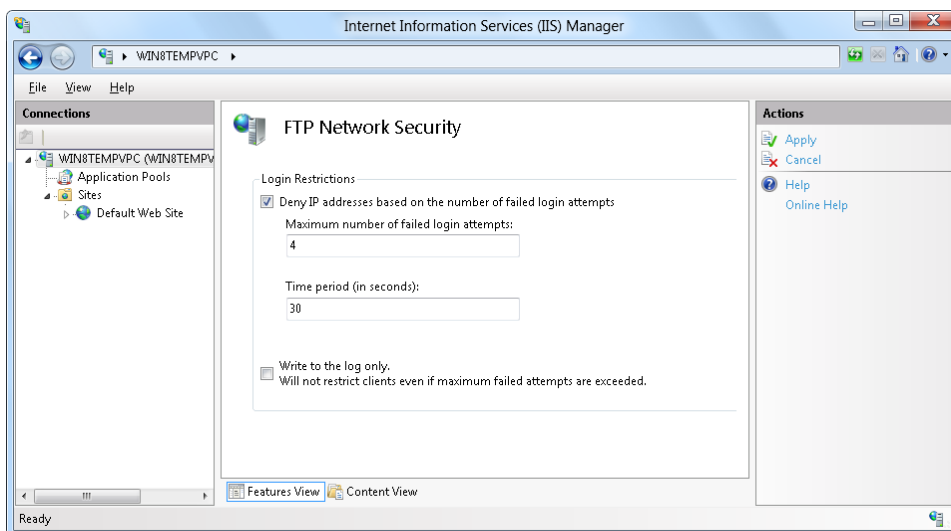 Internet Information Services (IIS) Manager
WIN8TEMPVPC
File View Help
Connections
WIN8TEMPVPC (WIN8TEMPV
Application Pools
Sites
Default Web Site
FTP Network Security
Login Restrictions
Deny IP addresses based on the number of failed login attempts
Maximum number of failed login attempts:
4
Time period (in seconds):
30
Write to the log only.
Will not restrict clients even if maximum failed attempts are exceeded.
Features View Content View
Actions
Apply
Cancel
Help
Online Help
Ready